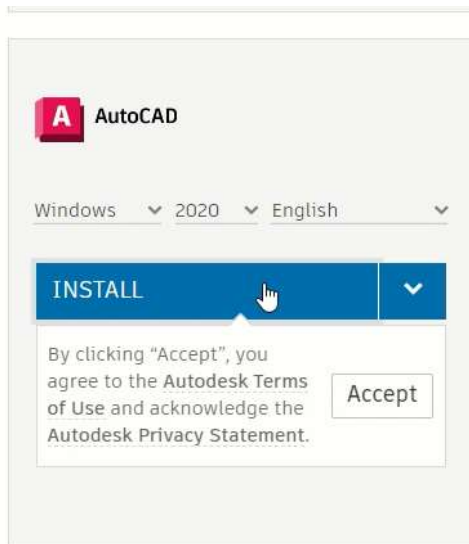 A AutoCAD
Windows 2020 English
INSTALL
By clicking “Accept”, you
agree to the Autodesk Terms
of Use and acknowledge the
Autodesk Privacy Statement.
Accept